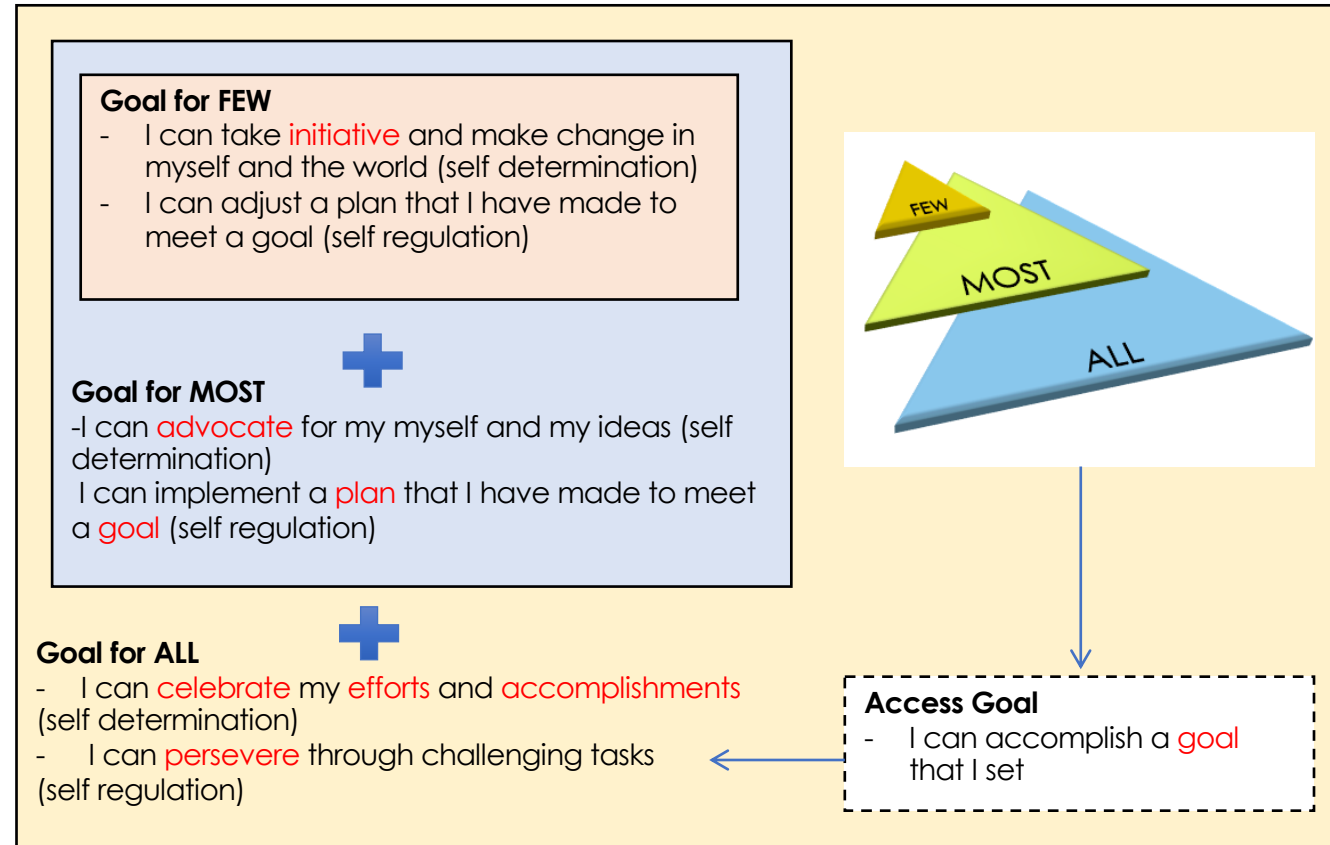 Goal for FEW
- I can take initiative and make change in
myself and the world (self determination)
- I can adjust a plan that I have made to
meet a goal (self regulation)
Goal for MOST
-I can advocate for my myself and my ideas (self
determination)
I can implement a plan that I have made to meet
a goal (self regulation)
Goal for ALL
- I can celebrate my efforts and accomplishments
(self determination)
- I can persevere through challenging tasks
(self regulation)
FEW
MOST
ALL
Access Goal
- I can accomplish a goal
that I set